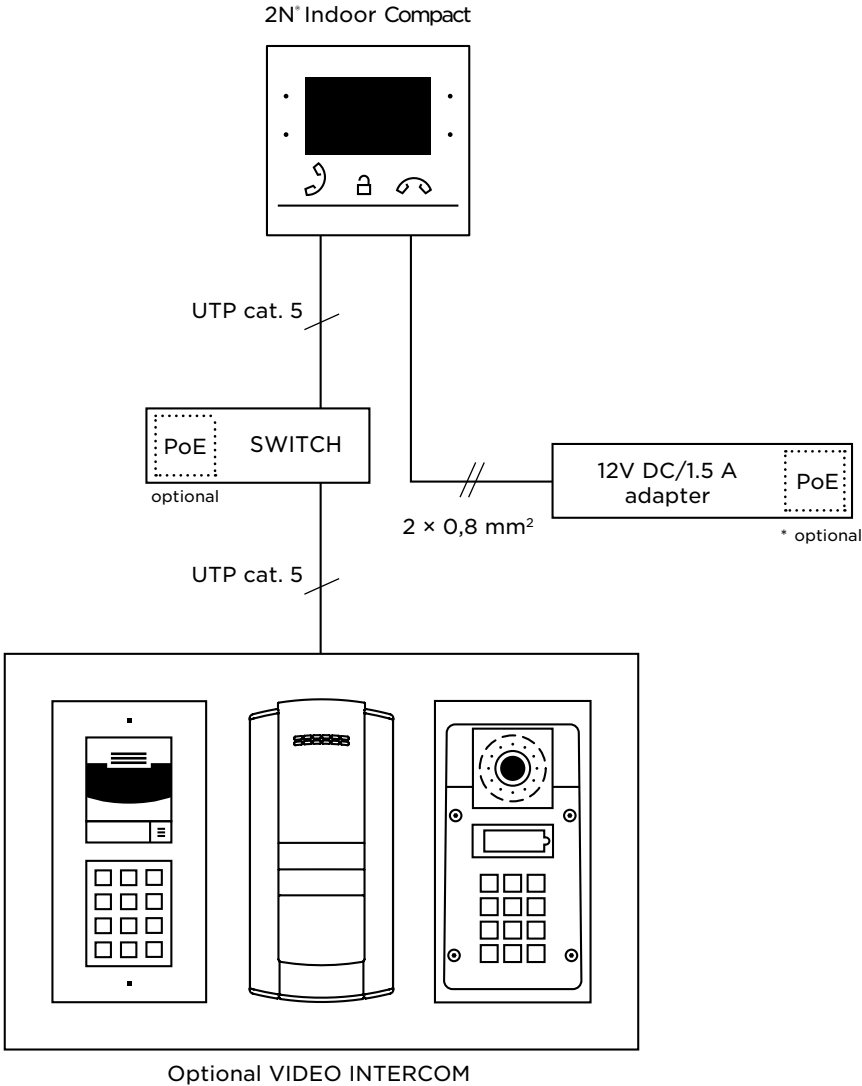 2N® Indoor Compact
UTP cat. 5
PoE SWITCH
optional
12V DC/1.5 A
adapter
PoE
* optional
2 × 0,8 mm²
UTP cat. 5
Optional VIDEO INTERCOM